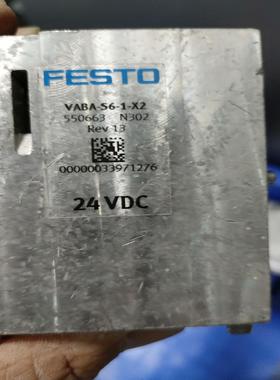 FESTO
VABA-S6-1-X2
550663 N302
Rev 13
00000033971276
24 VDC